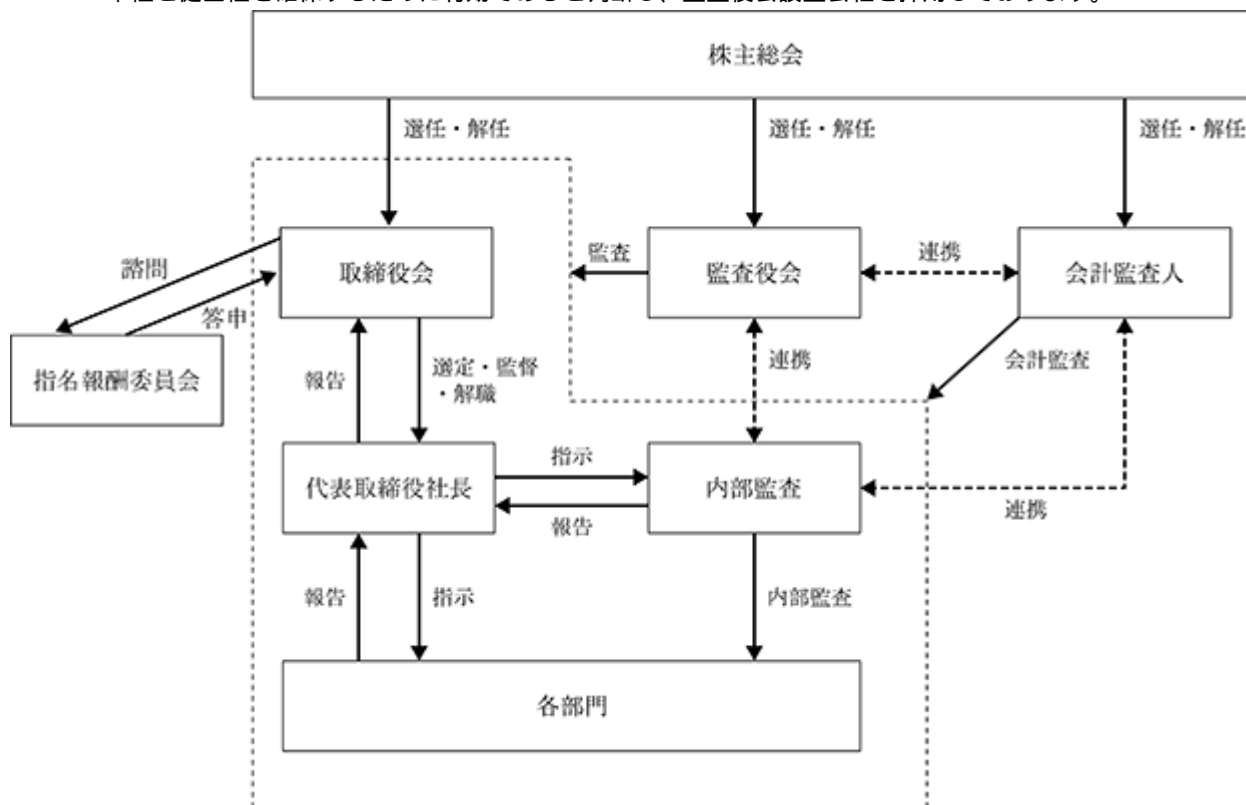 株主総会
選任・解任
選任・解任
選任・解任
取締役会
監査
監査役会
連携
会計監査人
諮問
答申
指名報酬委員会
報告
選定・監督
・解職
連携
会計監査
代表取締役社長
指示
報告
内部監査
連携
報告
指示
内部監査
各部門